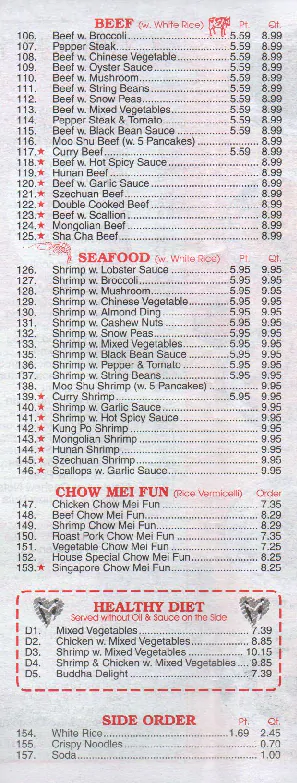 BEEF (w. White Rice) Pt. Qt.
106. Beef w. Broccoli 5.59 8.99
107. Pepper Steak 5.59 8.99
108. Beef w. Chinese Vegetable 5.59 8.99
109. Beef w. Oyster Sauce 5.59 8.99
110. Beef w. Mushroom 5.59 8.99
111. Beef w. String Beans 5.59 8.99
112. Beef w. Snow Peas 5.59 8.99
113. Beef w. Mixed Vegetables 5.59 8.99
114. Pepper Steak & Tomato 5.59 8.99
115. Beef w. Black Bean Sauce 5.59 8.99
116. Moo Shu Beef (w. 5 Pancakes) 8.99
117.★ Curry Beef 5.59 8.99
118.★ Beef w. Hot Spicy Sauce 8.99
119.★ Hunan Beef 8.99
120.★ Beef w. Garlic Sauce 8.99
121.★ Szechuan Beef 8.99
122.★ Double Cooked Beef 8.99
123.★ Beef w. Scallion 8.99
124.★ Mongolian Beef 8.99
125.★ Sha Cha Beef 8.99
SEAFOOD (w. White Rice) Pt. Qt.
126. Shrimp w. Lobster Sauce 5.95 9.95
127. Shrimp w. Broccoli 5.95 9.95
128. Shrimp w. Mushroom 5.95 9.95
129. Shrimp w. Chinese Vegetable 5.95 9.95
130. Shrimp w. Almond Ding 5.95 9.95
131. Shrimp w. Cashew Nuts 5.95 9.95
132. Shrimp w. Snow Peas 5.95 9.95
133. Shrimp w. Mixed Vegetables 5.95 9.95
135. Shrimp w. Black Bean Sauce 5.95 9.95
136. Shrimp w. Pepper & Tomato 5.95 9.95
137. Shrimp w. String Beans 5.95 9.95
138. Moo Shu Shrimp (w. 5 Pancakes) 9.95
139.★ Curry Shrimp 5.95 9.95
140.★ Shrimp w. Garlic Sauce 9.95
141.★ Shrimp w. Hot Spicy Sauce 9.95
142.★ Kung Po Shrimp 9.95
143.★ Mongolian Shrimp 9.95
144.★ Hunan Shrimp 9.95
145.★ Szechuan Shrimp 9.95
146.★ Scallops w. Garlic Sauce 9.95
CHOW MEI FUN (Rice Vermicelli) Order
147. Chicken Chow Mei Fun 7.35
148. Beef Chow Mei Fun 8.29
149. Shrimp Chow Mei Fun 8.29
150. Roast Pork Chow Mei Fun 7.35
151. Vegetable Chow Mei Fun 7.25
152. House Special Chow Mei Fun 8.25
153.★ Singapore Chow Mei Fun 8.25
HEALTHY DIET
Served without Oil & Sauce on the Side
D1. Mixed Vegetables 7.39
D2. Chicken w. Mixed Vegetables 8.85
D3. Shrimp w. Mixed Vegetables 10.15
D4. Shrimp & Chicken w. Mixed Vegetables 9.85
D5. Buddha Delight 7.39
SIDE ORDER Pt. Qt.
154. White Rice 1.69 2.45
155. Crispy Noodles 0.70
157. Soda 1.00